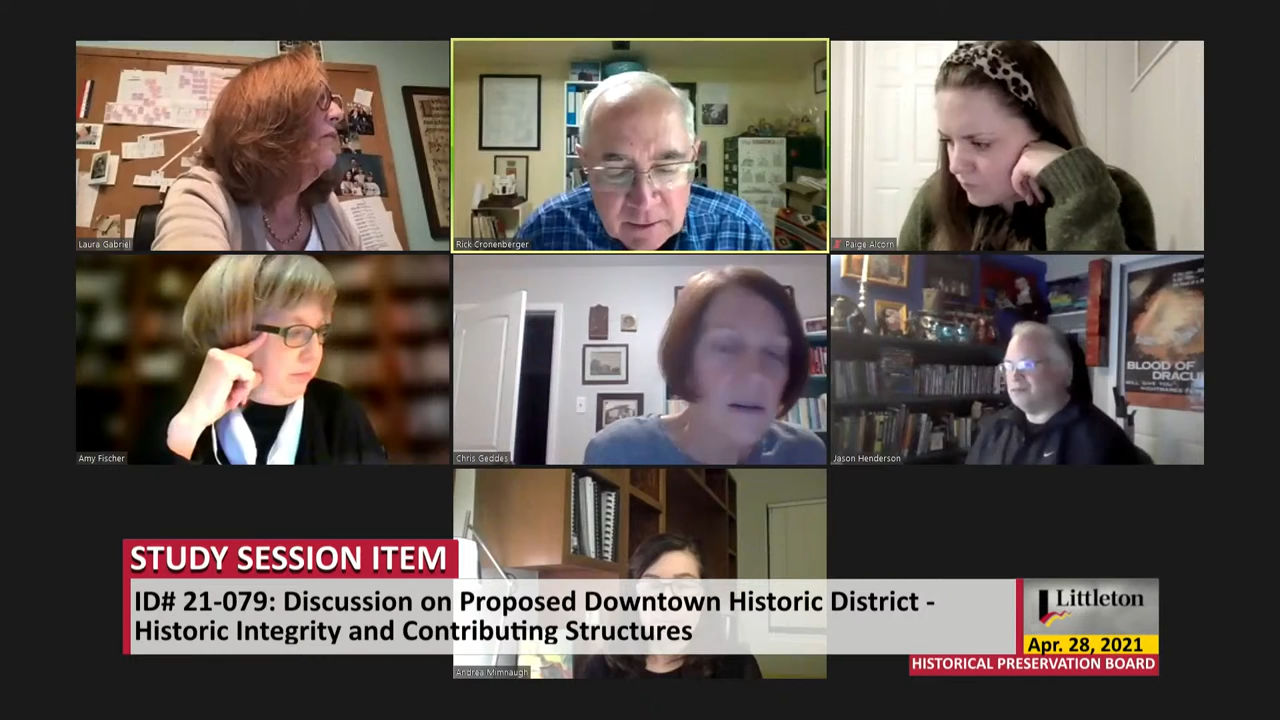 Laura Gabriel
Rick Cronenberger
Paige Alcorn
BLOOD OF
DRACU
Amy Fischer
Chris Geddes
Jason Henderson
STUDY SESSION ITEM
ID# 21-079: Discussion on Proposed Downtown Historic District -
Historic Integrity and Contributing Structures
Littleton
Apr. 28, 2021
HISTORICAL PRESERVATION BOARD
Andrea Mimnaugh